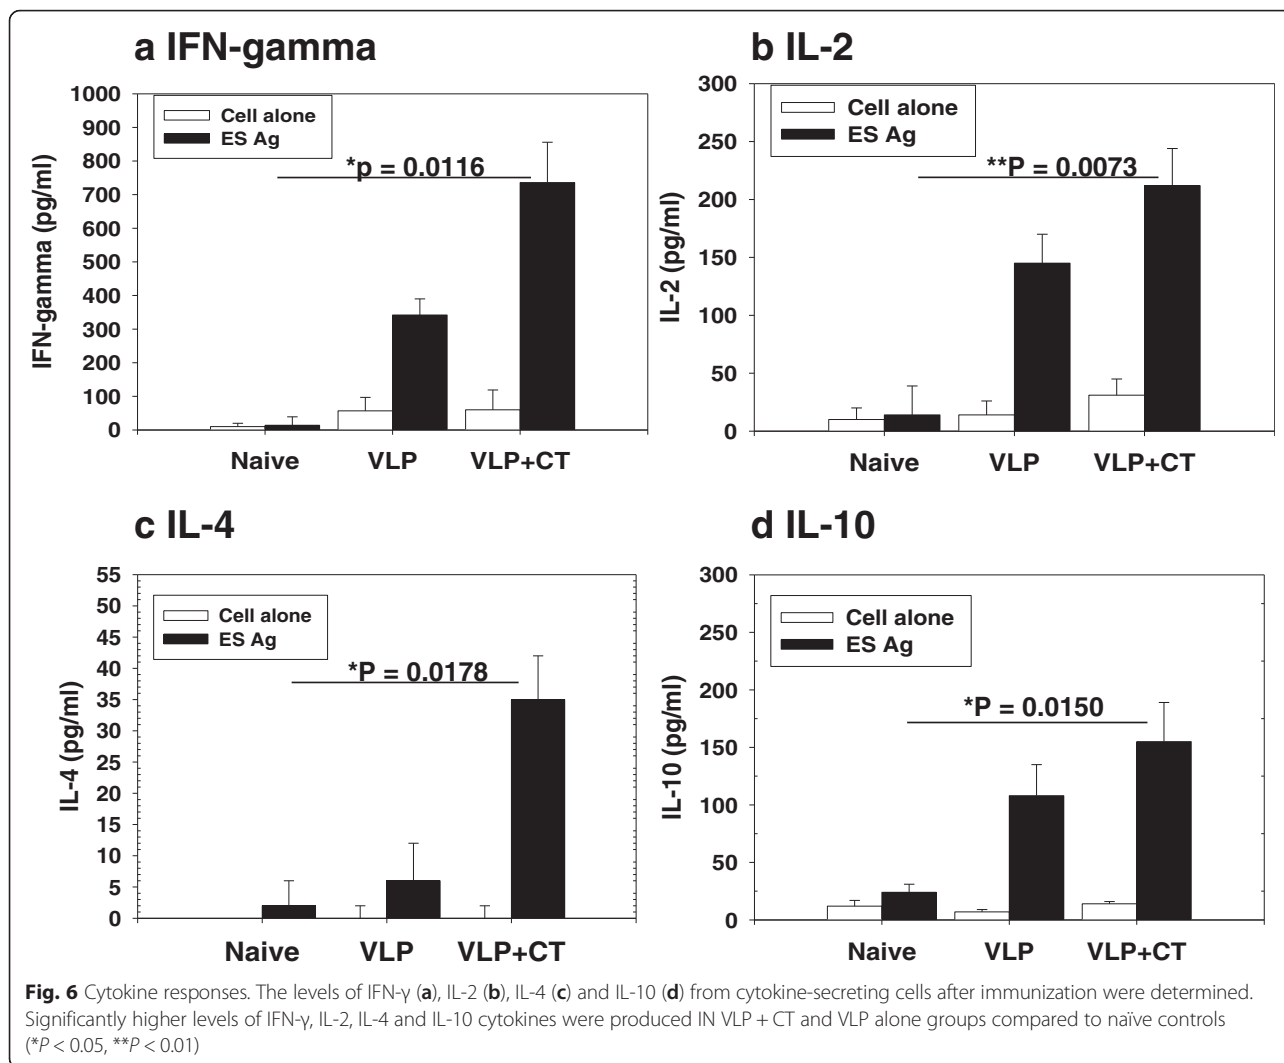 a IFN-gamma
1000
900
800
700
600
500
400
300
200
100
0
IFN-gamma (pg/ml)
Cell alone
ES Ag
*p = 0.0116
Naive VLP VLP+CT
b IL-2
300
250
200
150
100
50
0
IL-2 (pg/ml)
Cell alone
ES Ag
**P = 0.0073
Naive VLP VLP+CT
c IL-4
55
50
45
40
35
30
25
20
15
10
5
0
IL-4 (pg/ml)
Cell alone
ES Ag
*P = 0.0178
Naive VLP VLP+CT
d IL-10
300
250
200
150
100
50
0
IL-10 (pg/ml)
Cell alone
ES Ag
*P = 0.0150
Naive VLP VLP+CT
Fig. 6 Cytokine responses. The levels of IFN-γ (a), IL-2 (b), IL-4 (c) and IL-10 (d) from cytokine-secreting cells after immunization were determined.
Significantly higher levels of IFN-γ, IL-2, IL-4 and IL-10 cytokines were produced IN VLP + CT and VLP alone groups compared to naïve controls
(*P < 0.05, **P < 0.01)